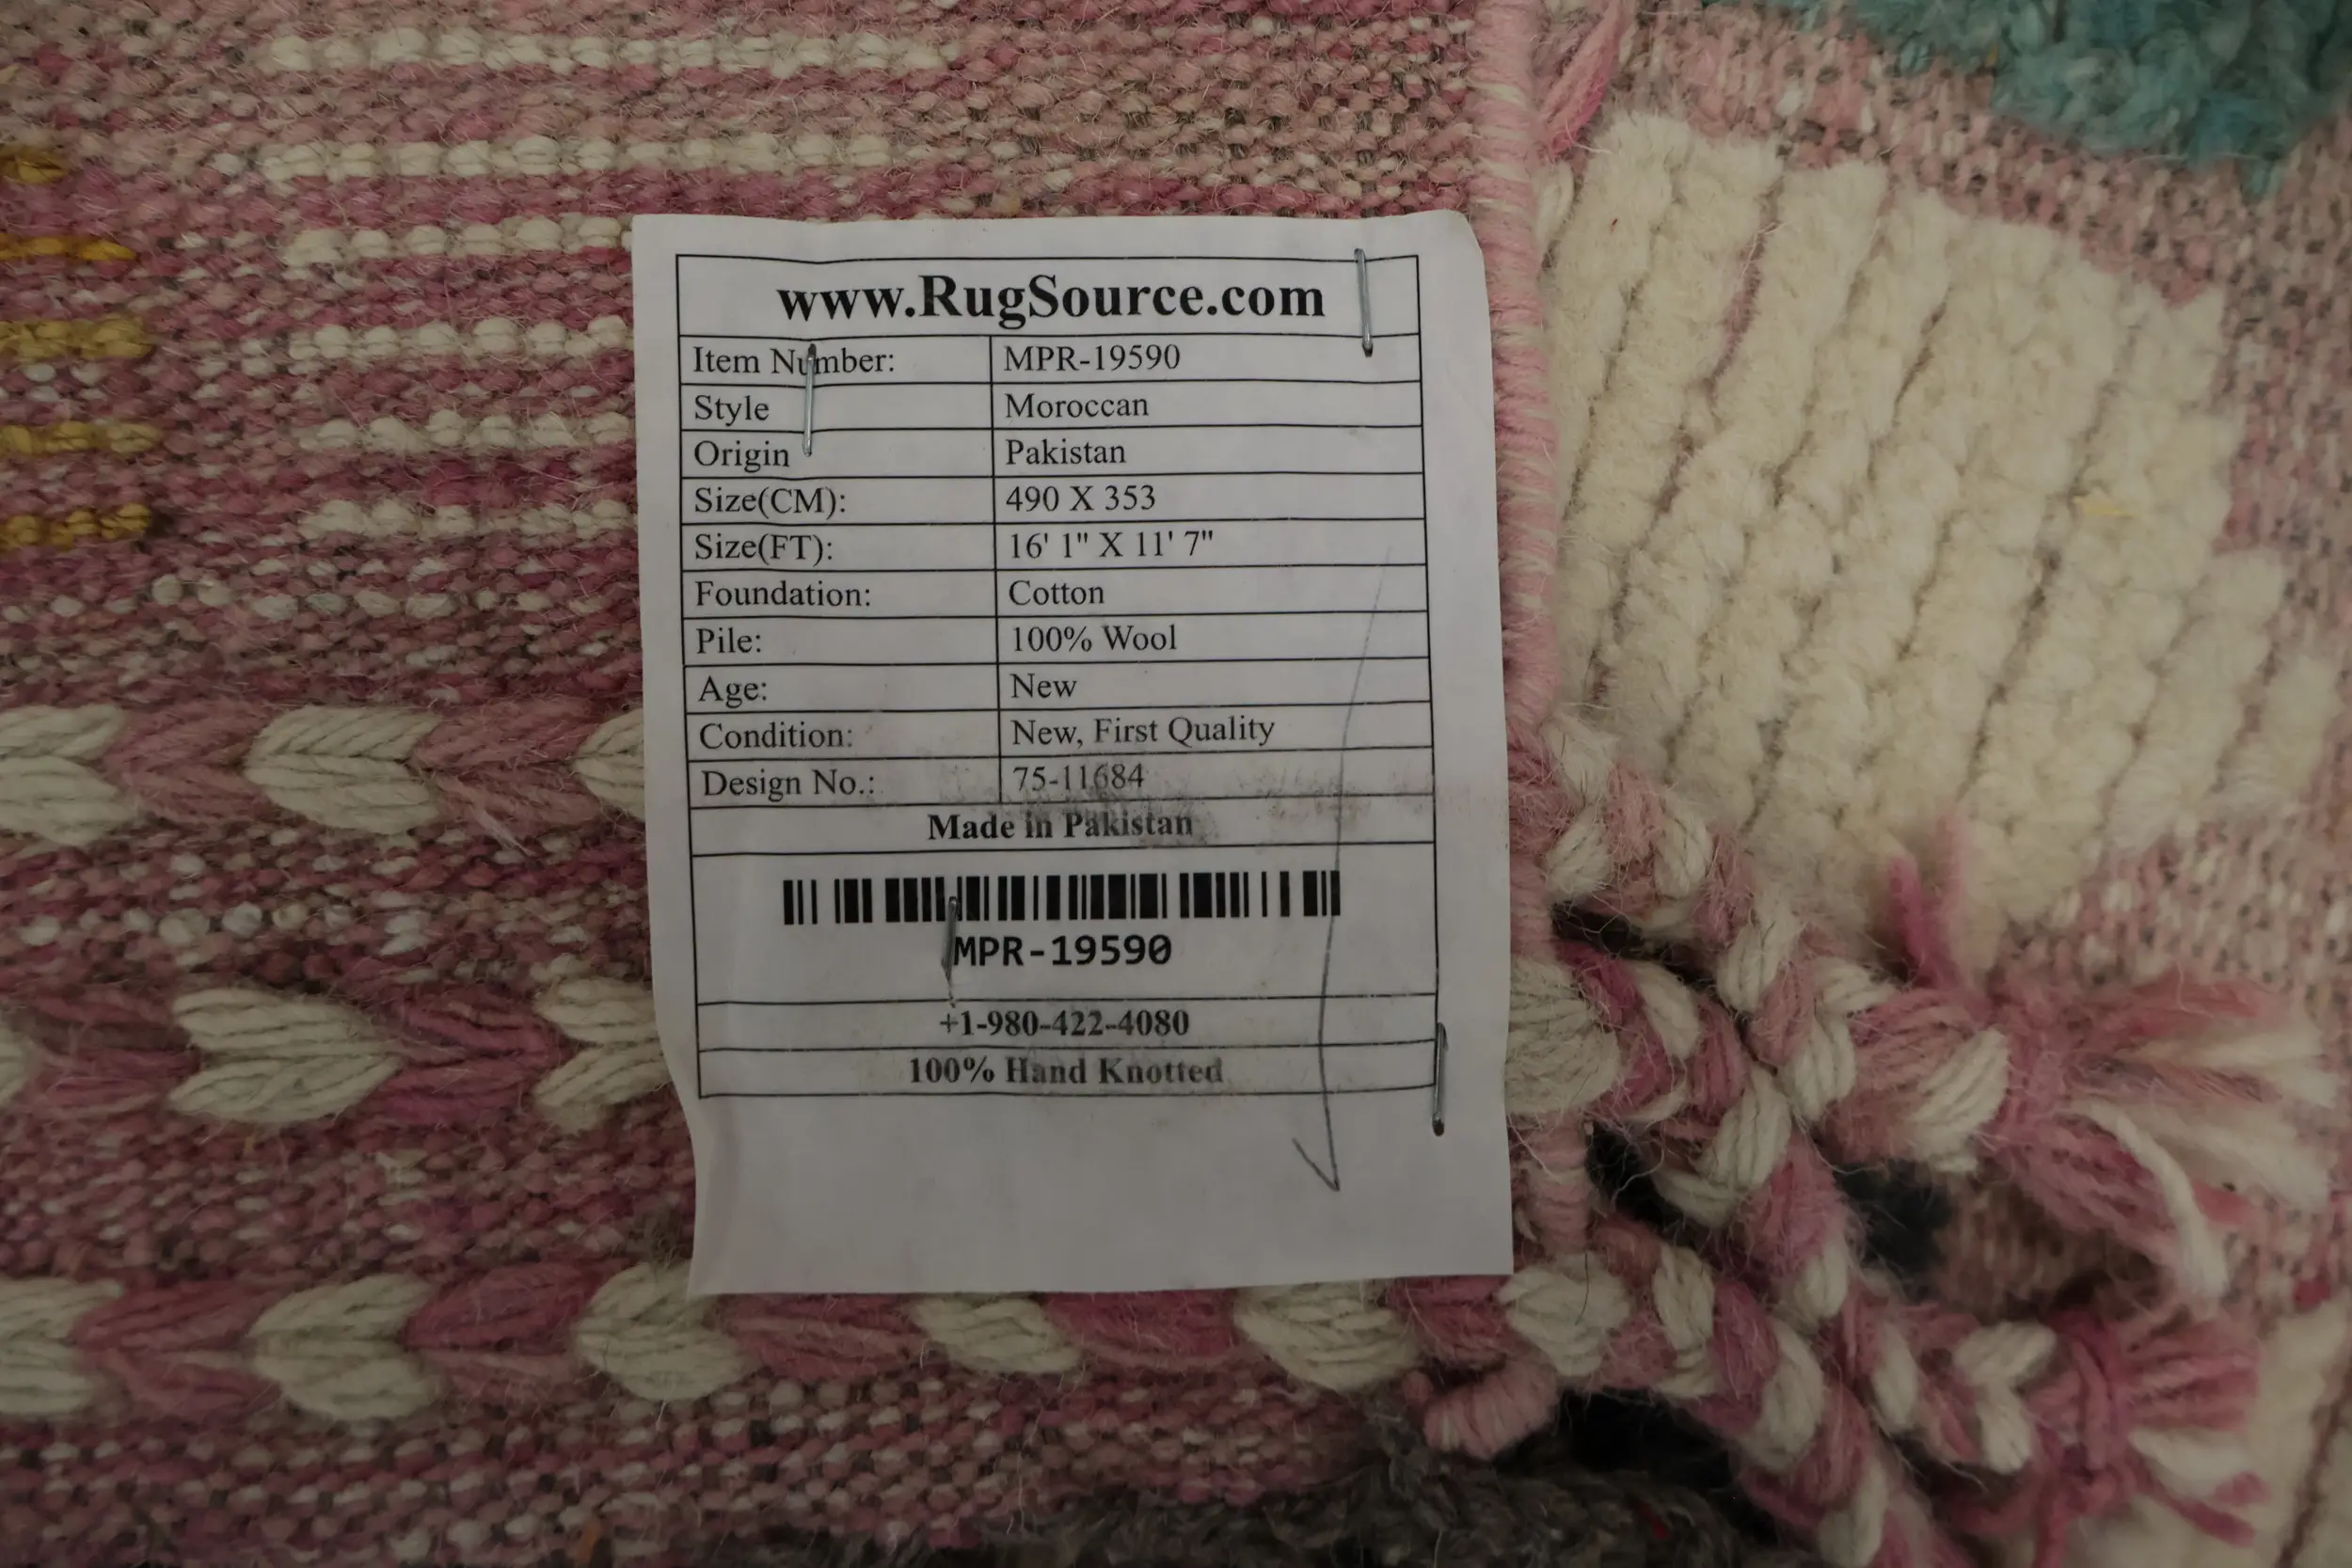 www.RugSource.com
Item Number: MPR-19590
Style Moroccan
Origin Pakistan
Size(CM): 490 X 353
Size(FT): 16' 1" X 11' 7"
Foundation: Cotton
Pile: 100% Wool
Age: New
Condition: New, First Quality
Design No.: 75-11684
Made in Pakistan
MPR-19590
+1-980-422-4080
100% Hand Knotted